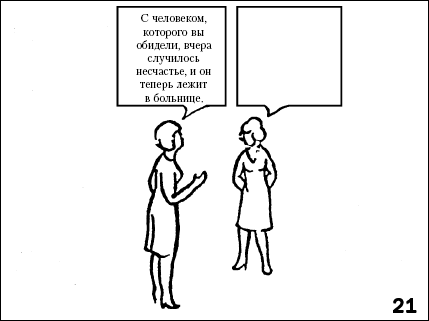 С человеком,
которого вы
обидели, вчера
случилось
несчастье, и он
теперь лежит
в больнице.
21